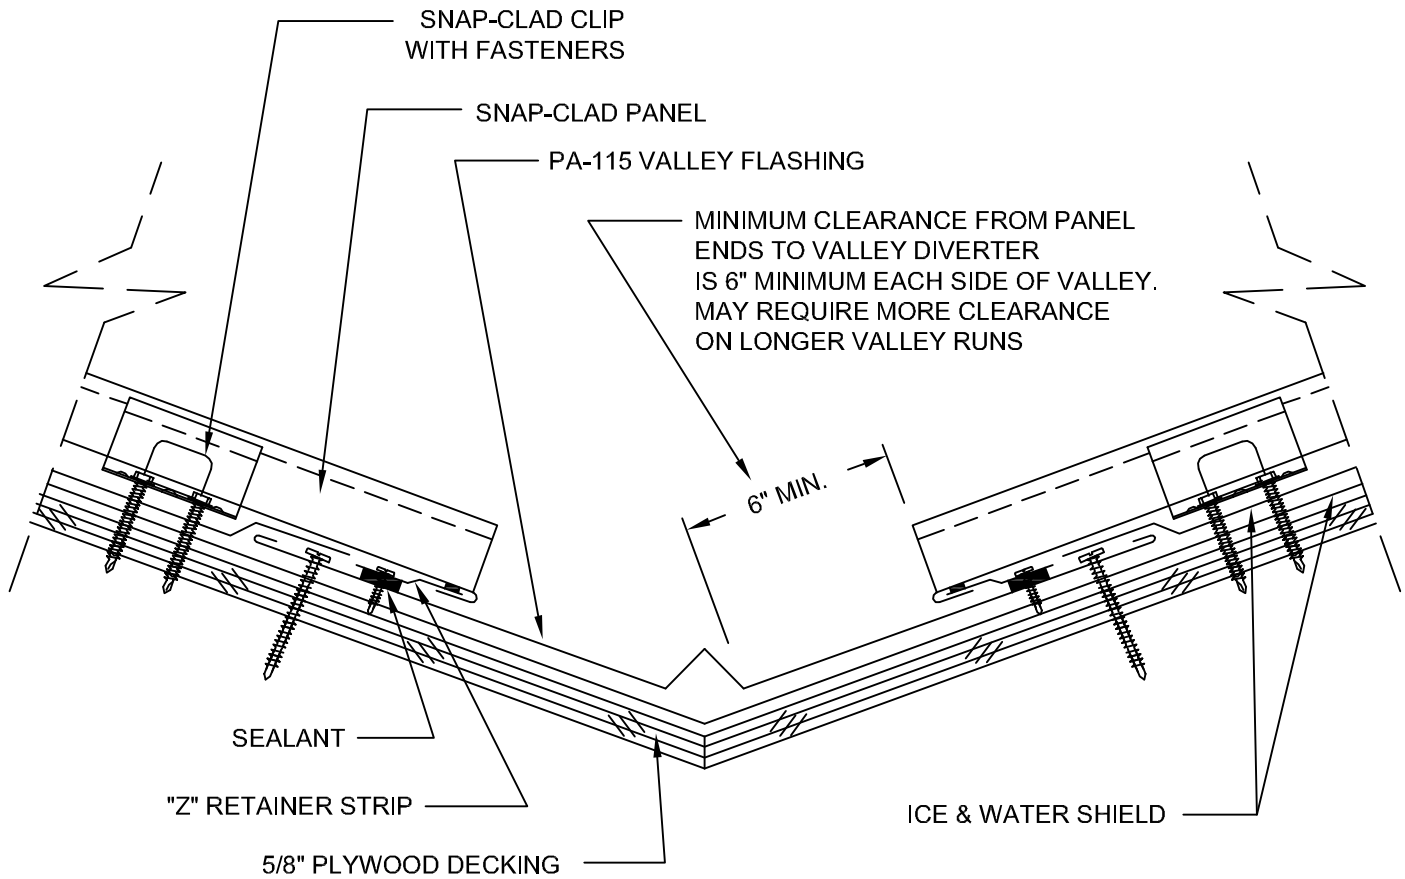 SNAP-CLAD CLIP
WITH FASTENERS
SNAP-CLAD PANEL
PA-115 VALLEY FLASHING
MINIMUM CLEARANCE FROM PANEL
ENDS TO VALLEY DIVERTER
IS 6" MINIMUM EACH SIDE OF VALLEY.
MAY REQUIRE MORE CLEARANCE
ON LONGER VALLEY RUNS
6" MIN.
SEALANT
"Z" RETAINER STRIP
ICE & WATER SHIELD
5/8" PLYWOOD DECKING